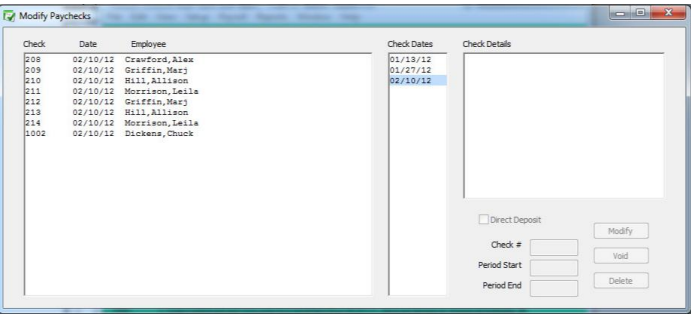 Modify Paychecks
Check Date Employee
208 02/10/12 Crawford,Alex
209 02/10/12 Griffin,Marj
210 02/10/12 Hill,Allison
211 02/10/12 Morrison,Leila
212 02/10/12 Griffin,Marj
213 02/10/12 Hill,Allison
214 02/10/12 Morrison,Leila
1002 02/10/12 Dickens,Chuck
Check Dates
01/13/12
01/27/12
02/10/12
Check Details
Direct Deposit
Check #
Period Start
Period End
Modify
Void
Delete